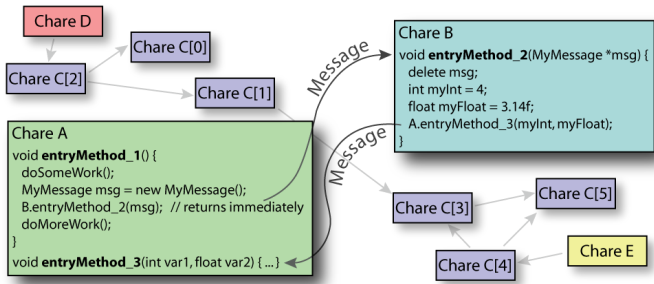 Chare D
Chare C[0]
Chare C[2]
Chare C[1]
Message
Chare B
void entryMethod_2(MyMessage *msg) {
delete msg;
int myInt = 4;
float myFloat = 3.14f;
A.entryMethod_3(myInt, myFloat);
}
Chare A
void entryMethod_1() {
doSomeWork();
MyMessage msg = new MyMessage();
B.entryMethod_2(msg); // returns immediately
doMoreWork();
}
void entryMethod_3(int var1, float var2) { ... }
Message
Chare C[3]
Chare C[5]
Chare C[4]
Chare E